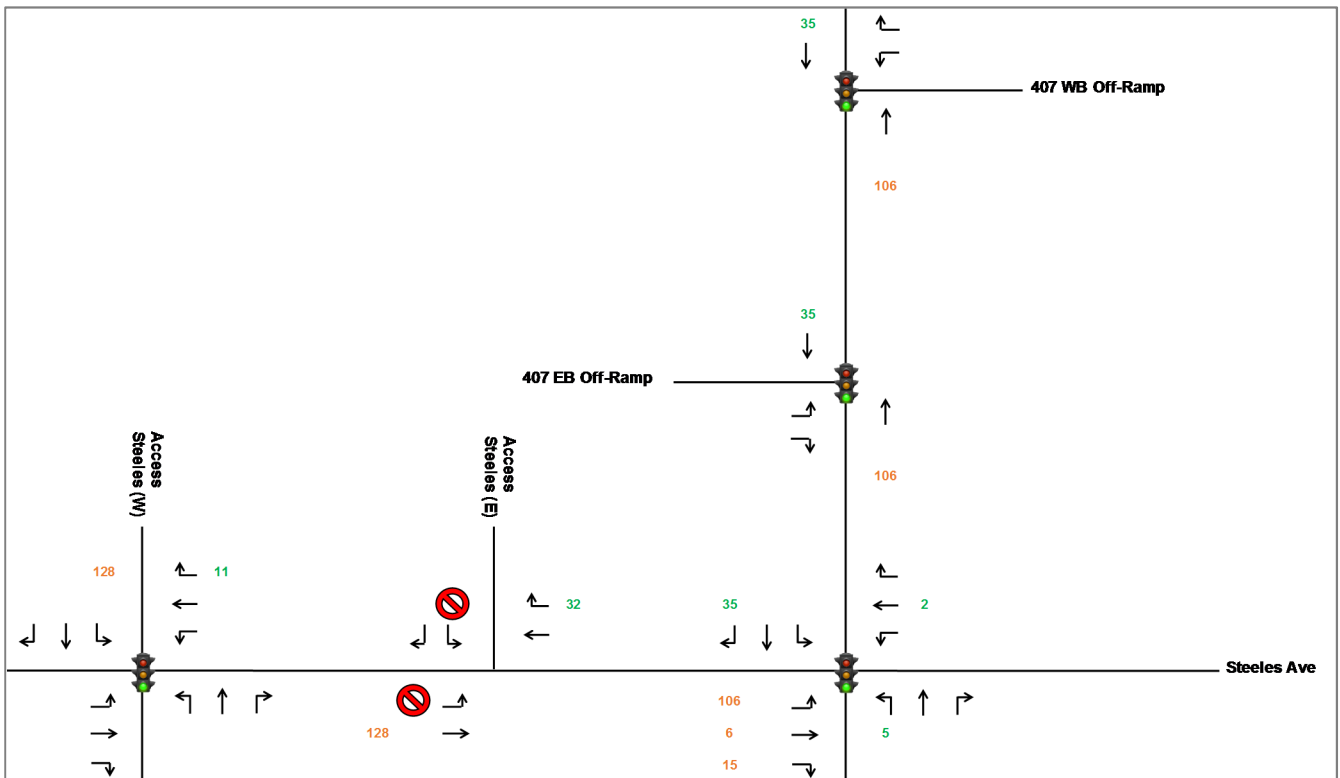 35
407 WB Off-Ramp
106
35
407 EB Off-Ramp
106
Access
Steeles (W)
Access
Steeles (E)
128
11
32
35
2
Steeles Ave
128
106
6
5
15